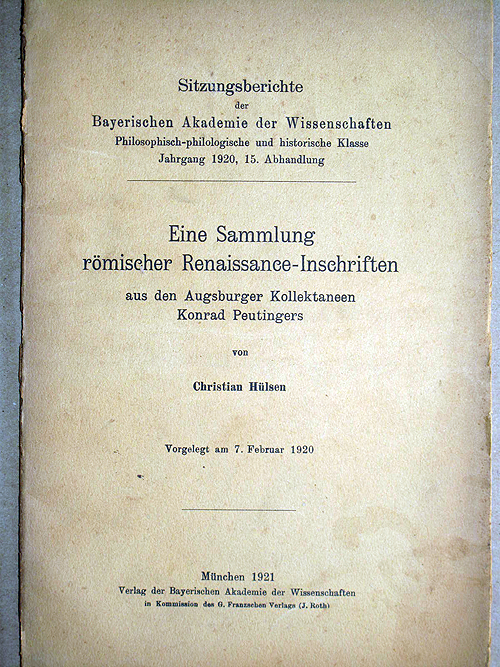 Sitzungsberichte
der
Bayerischen Akademie der Wissenschaften
Philosophisch-philologische und historische Klasse
Jahrgang 1920, 15. Abhandlung
Eine Sammlung
römischer Renaissance-Inschriften
aus den Augsburger Kollektaneen
Konrad Peutingers
von
Christian Hülsen
Vorgelegt am 7. Februar 1920
München 1921
Verlag der Bayerischen Akademie der Wissenschaften
in Kommission des G. Franzschen Verlags (J. Roth)